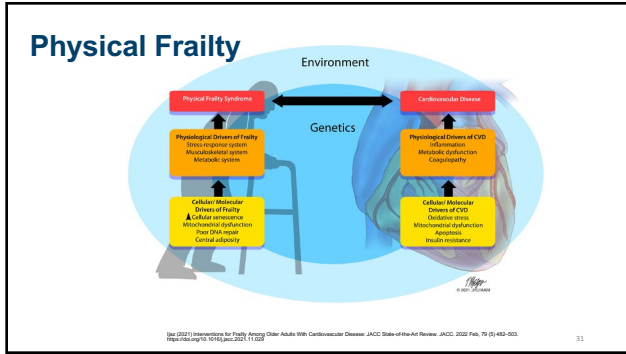 Physical Frailty
Environment
Physical Frailty Syndrome
Cardiovascular Disease
Genetics
Physiological Drivers of Frailty
Stress-response system
Musculoskeletal system
Metabolic system
Physiological Drivers of CVD
Inflammation
Metabolic dysfunction
Coagulopathy
Cellular/ Molecular
Drivers of Frailty
Cellular senescence
Mitochondrial dysfunction
Poor DNA repair
Central adiposity
Cellular/ Molecular
Drivers of CVD
Oxidative stress
Mitochondrial dysfunction
Apoptosis
Insulin resistance
Ijaz (2021) Interventions for Frailty Among Older Adults With Cardiovascular Disease: JACC State-of-the-Art Review. JACC. 2022 Feb, 79 (5) 482–503.
https://doi.org/10.1016/j.jacc.2021.11.029
31